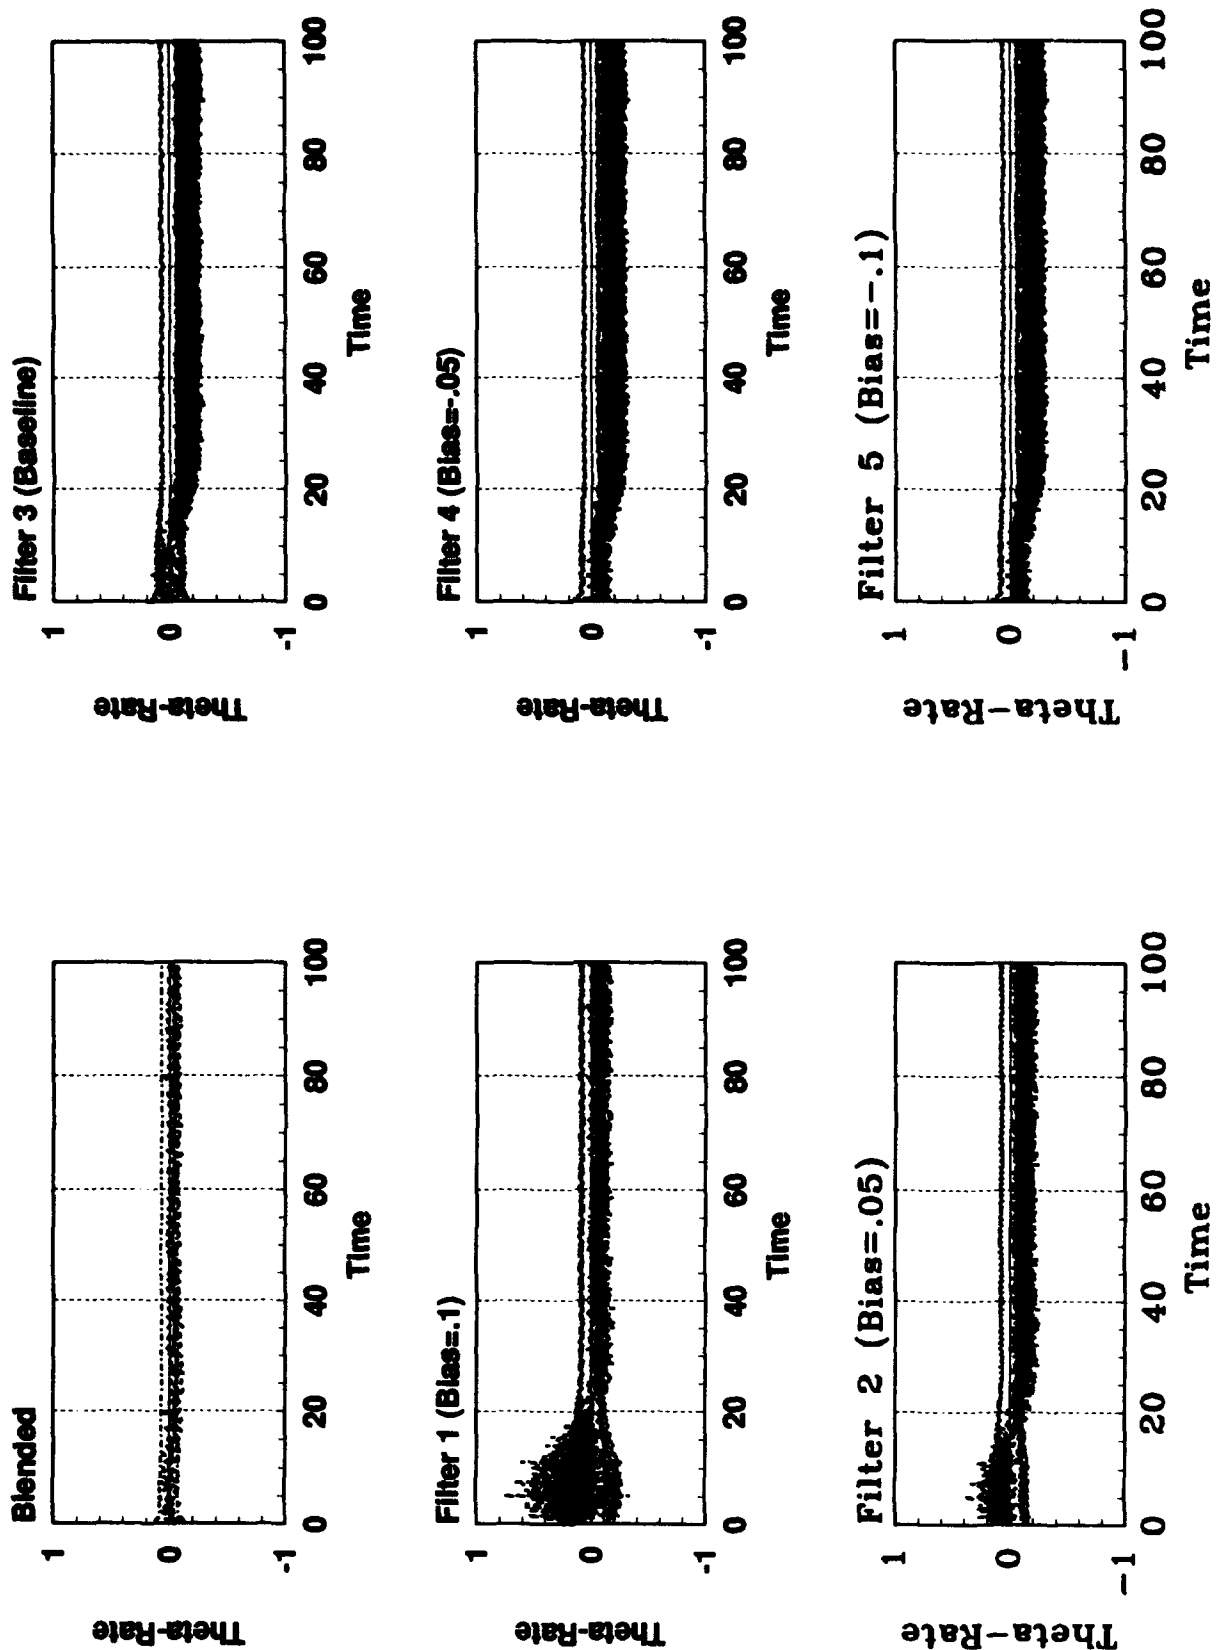 Blended
1
0
-1
Theta-Rate
0 20 40 60 80 100
Time
Filter 3 (Baseline)
1
0
-1
Theta-Rate
0 20 40 60 80 100
Time
Filter 1 (Bias=.1)
1
0
-1
Theta-Rate
0 20 40 60 80 100
Time
Filter 4 (Bias=-.05)
1
0
-1
Theta-Rate
0 20 40 60 80 100
Time
Filter 2 (Bias=.05)
1
0
−1
Theta−Rate
0 20 40 60 80 100
Time
Filter 5 (Bias=−.1)
1
0
−1
Theta−Rate
0 20 40 60 80 100
Time